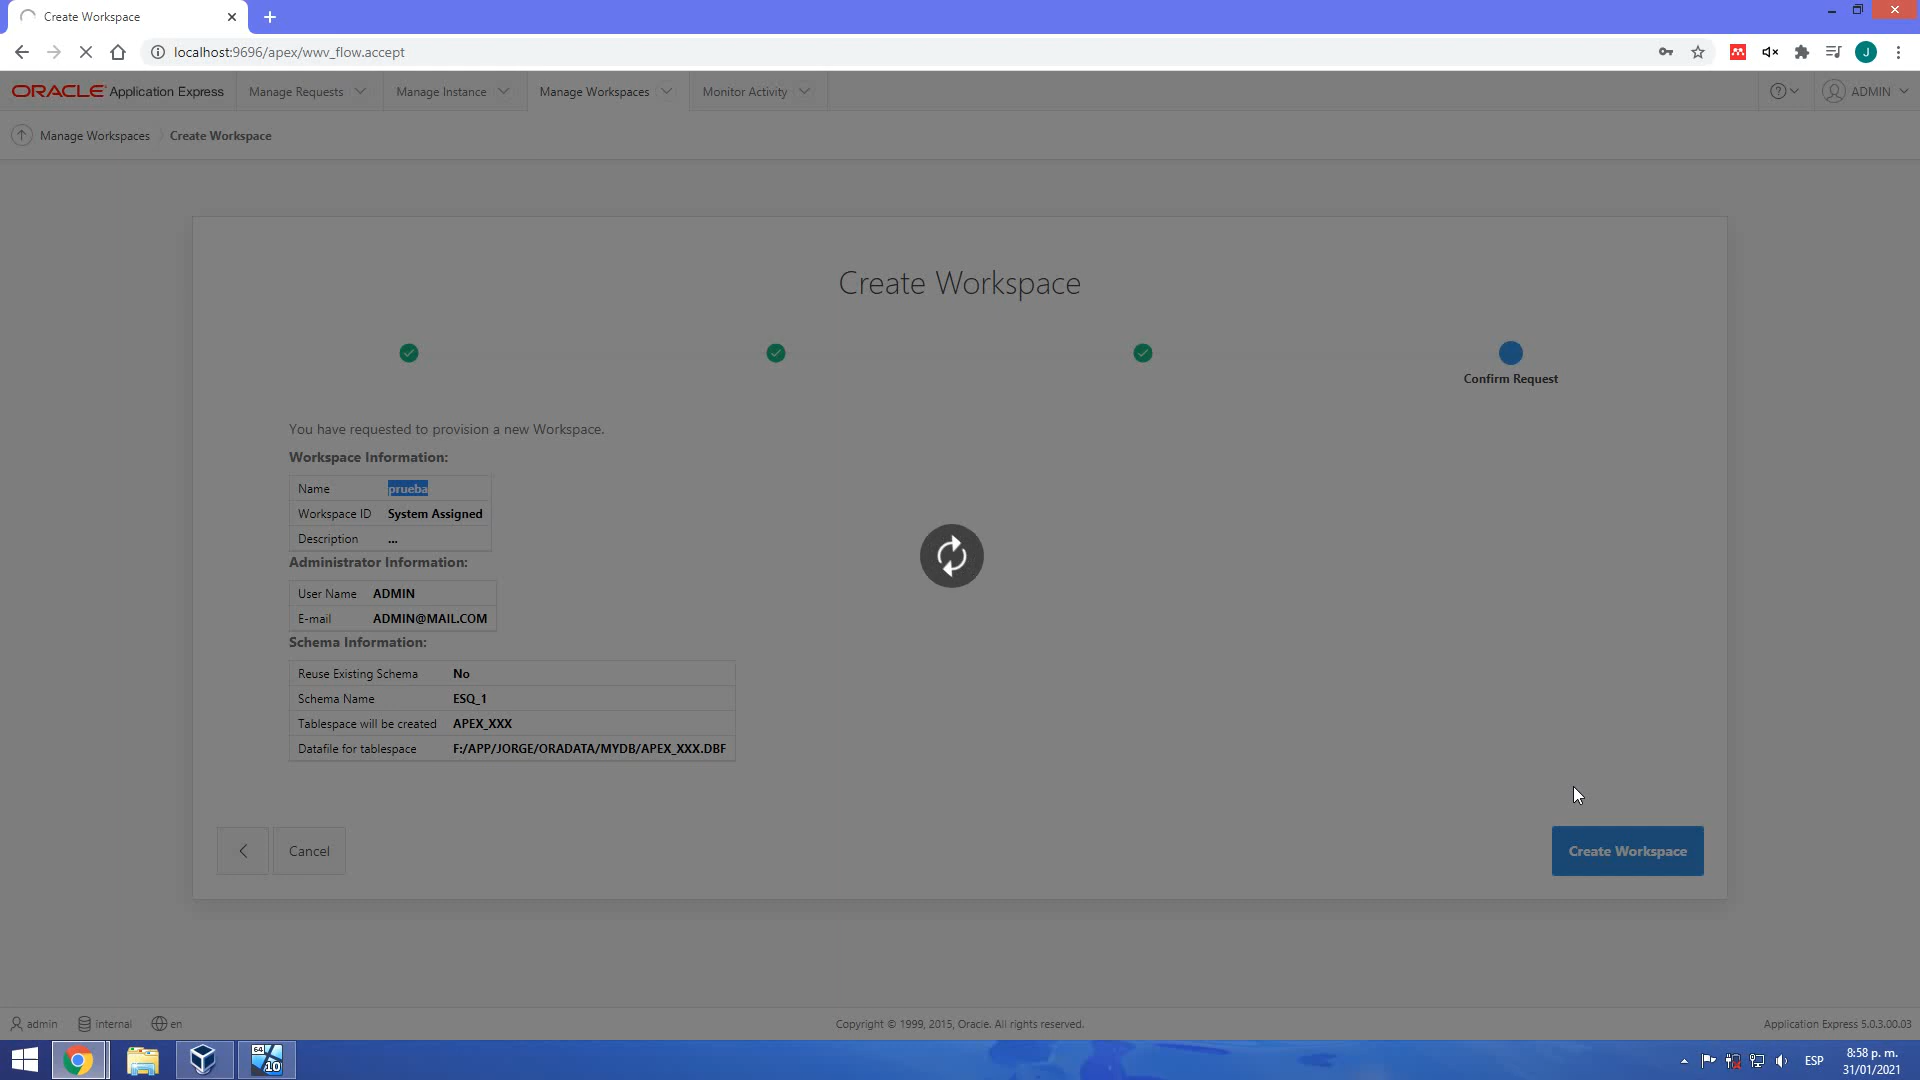 Create Workspace
localhost:9696/apex/wwv_flow.accept
J
ORACLE Application Express
Manage Requests
Manage Instance
Manage Workspaces
Monitor Activity
ADMIN
Manage Workspaces
Create Workspace
Create Workspace
Confirm Request
You have requested to provision a new Workspace.
Workspace Information:
Name prueba
Workspace ID System Assigned
Description ...
Administrator Information:
User Name ADMIN
E-mail ADMIN@MAIL.COM
Schema Information:
Reuse Existing Schema No
Schema Name ESQ_1
Tablespace will be created APEX_XXX
Datafile for tablespace F:/APP/JORGE/ORADATA/MYDB/APEX_XXX.DBF
Cancel
Create Workspace
admin
internal
en
Copyright © 1999, 2015, Oracle. All rights reserved.
Application Express 5.0.3.00.03
64
10
ESP
8:58 p. m.
31/01/2021